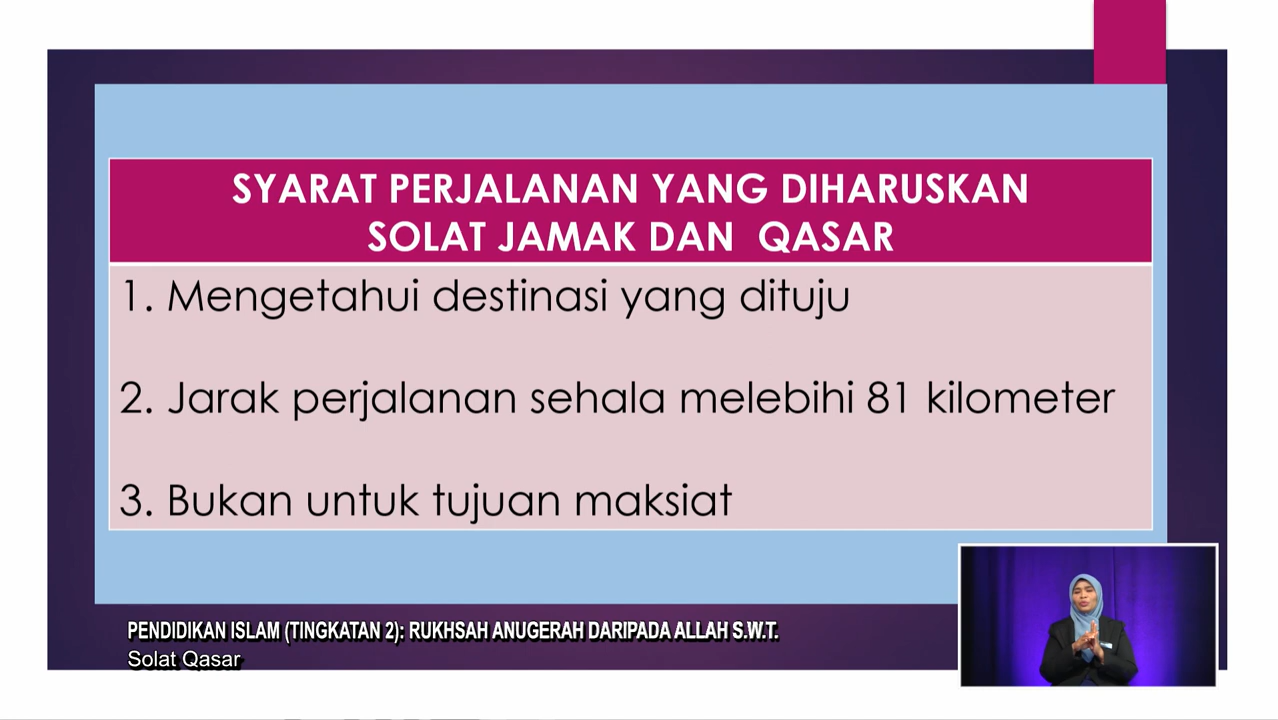 SYARAT PERJALANAN YANG DIHARUSKAN
SOLAT JAMAK DAN QASAR
1. Mengetahui destinasi yang dituju
2. Jarak perjalanan sehala melebihi 81 kilometer
3. Bukan untuk tujuan maksiat
PENDIDIKAN ISLAM (TINGKATAN 2): RUKHSAH ANUGERAH DARIPADA ALLAH S.W.T.
Solat Qasar